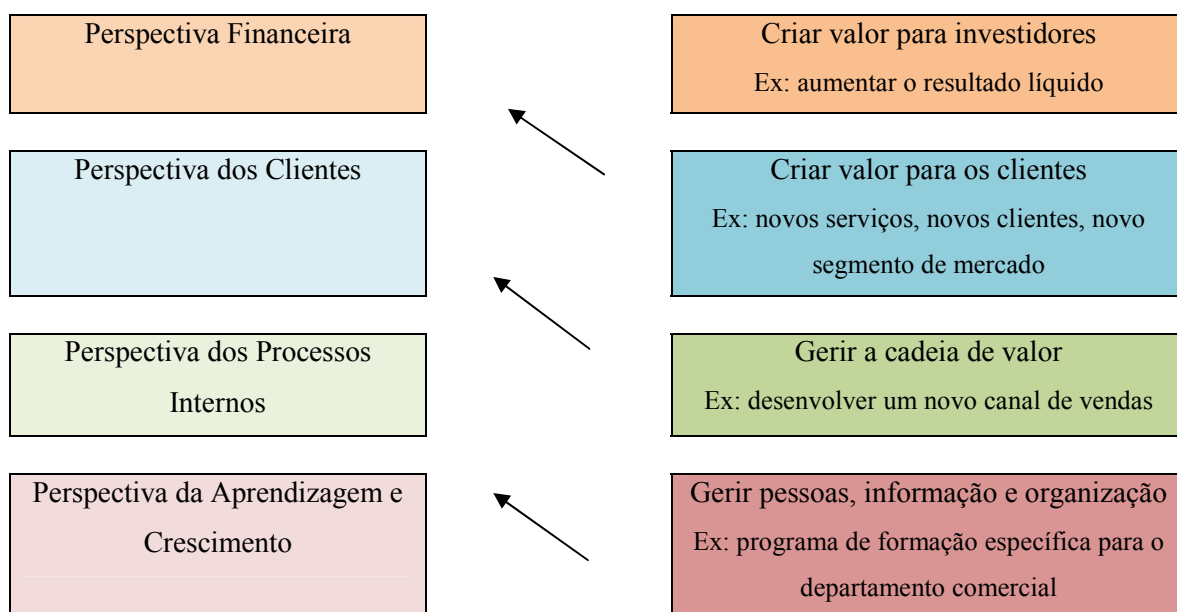 Perspectiva Financeira
Criar valor para investidores
Ex: aumentar o resultado líquido
Perspectiva dos Clientes
Criar valor para os clientes
Ex: novos serviços, novos clientes, novo
segmento de mercado
Perspectiva dos Processos
Internos
Gerir a cadeia de valor
Ex: desenvolver um novo canal de vendas
Perspectiva da Aprendizagem e
Crescimento
Gerir pessoas, informação e organização
Ex: programa de formação específica para o
departamento comercial